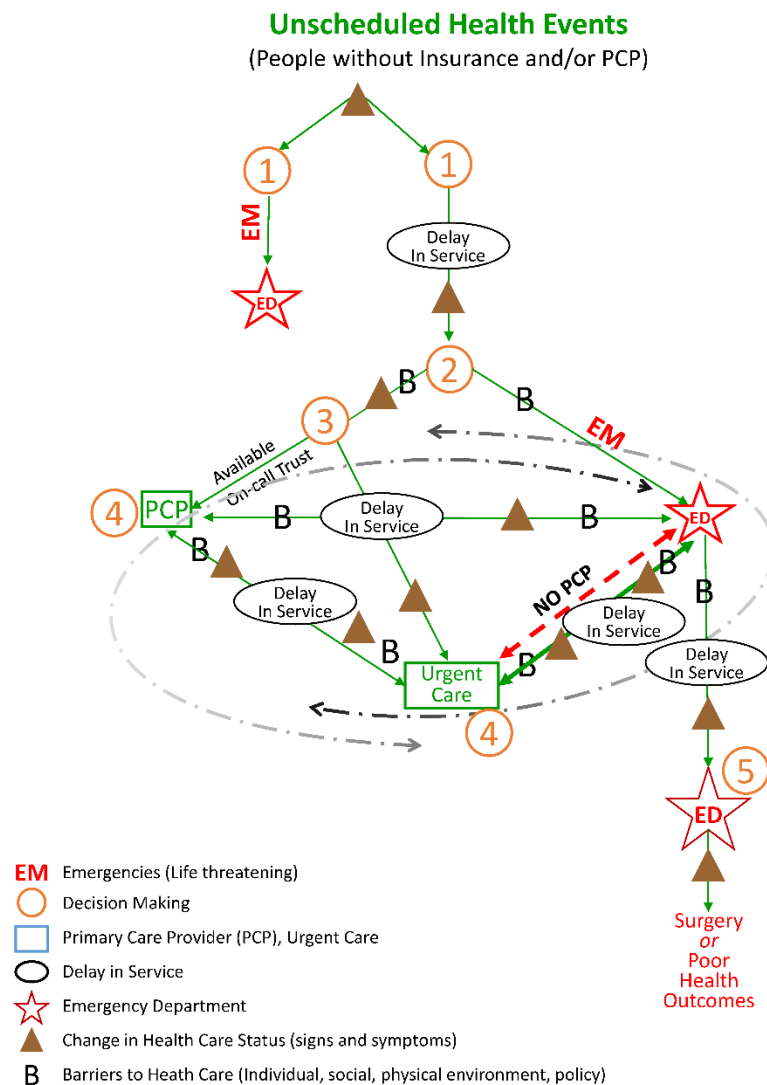 Unscheduled Health Events
(People without Insurance and/or PCP)
1
1
EM
Delay
In Service
ED
2
B
B
3
EM
Available
On-call Trust
4
PCP
B
Delay
In Service
B
ED
B
NO PCP
B
B
Delay
In Service
Delay
In Service
B
B
Urgent
Care
Delay
In Service
4
5
ED
Surgery
or
Poor
Health
Outcomes
EM Emergencies (Life threatening)
Decision Making
Primary Care Provider (PCP), Urgent Care
Delay in Service
Emergency Department
Change in Health Care Status (signs and symptoms)
B Barriers to Heath Care (Individual, social, physical environment, policy)